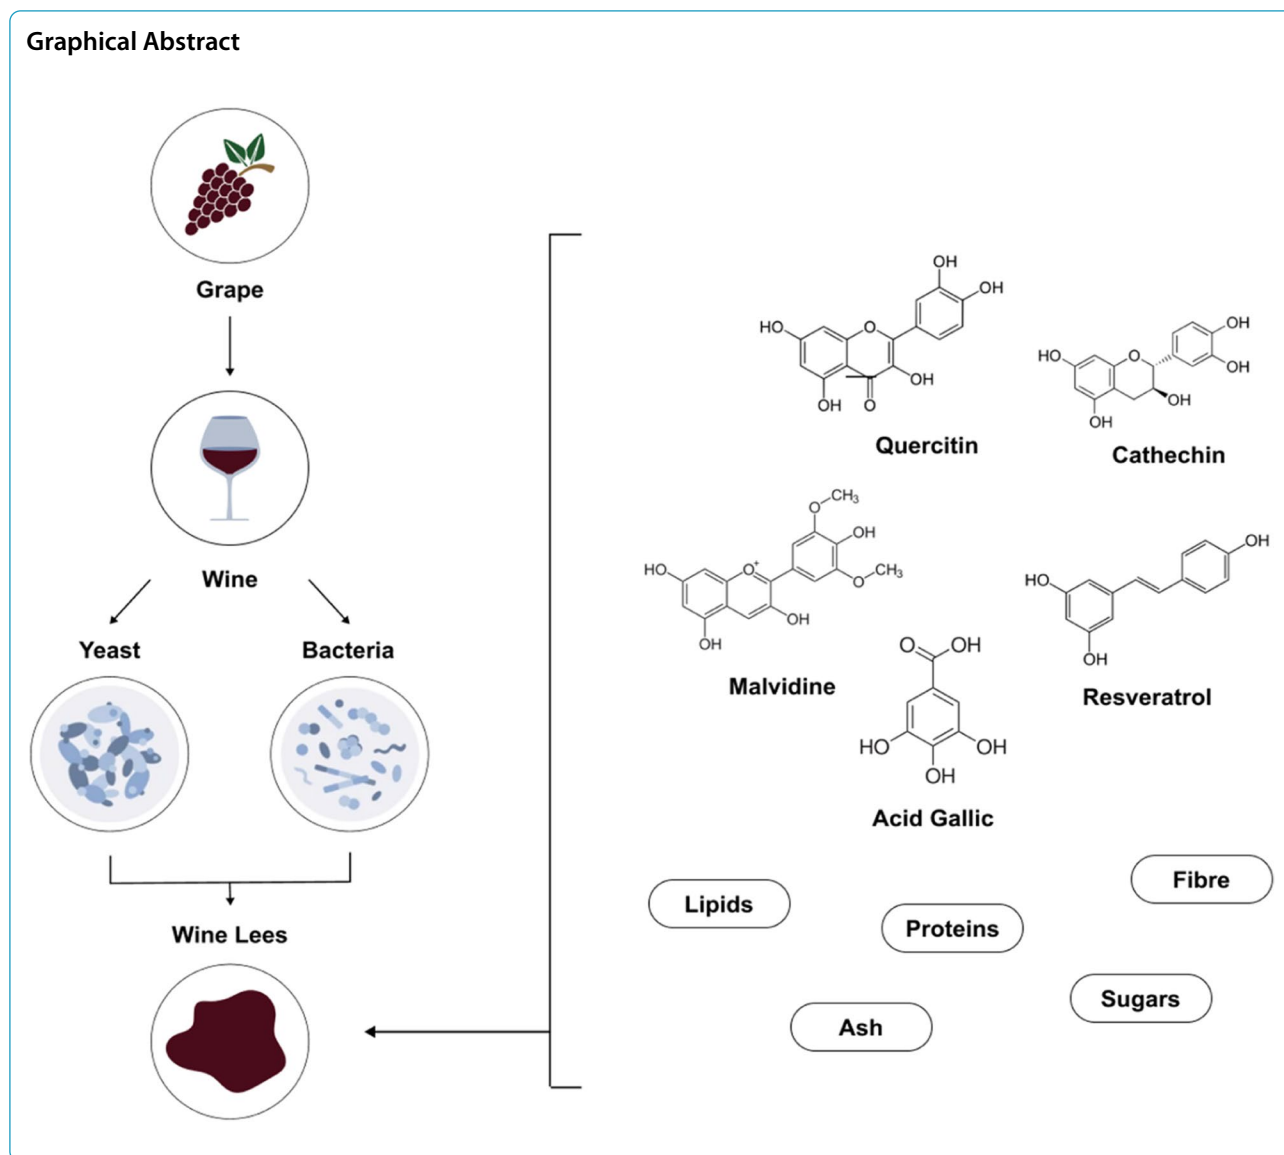 Graphical Abstract
Grape
Wine
Yeast
Bacteria
Wine Lees
OH
OH
HO
O
OH
OH
O
Quercitin
OH
OH
HO
O
OH
OH
Cathechin
O
CH3
OH
HO
O+
O
CH3
OH
OH
Malvidine
OH
HO
OH
Resveratrol
O
OH
HO
OH
OH
Acid Gallic
Lipids
Proteins
Fibre
Ash
Sugars